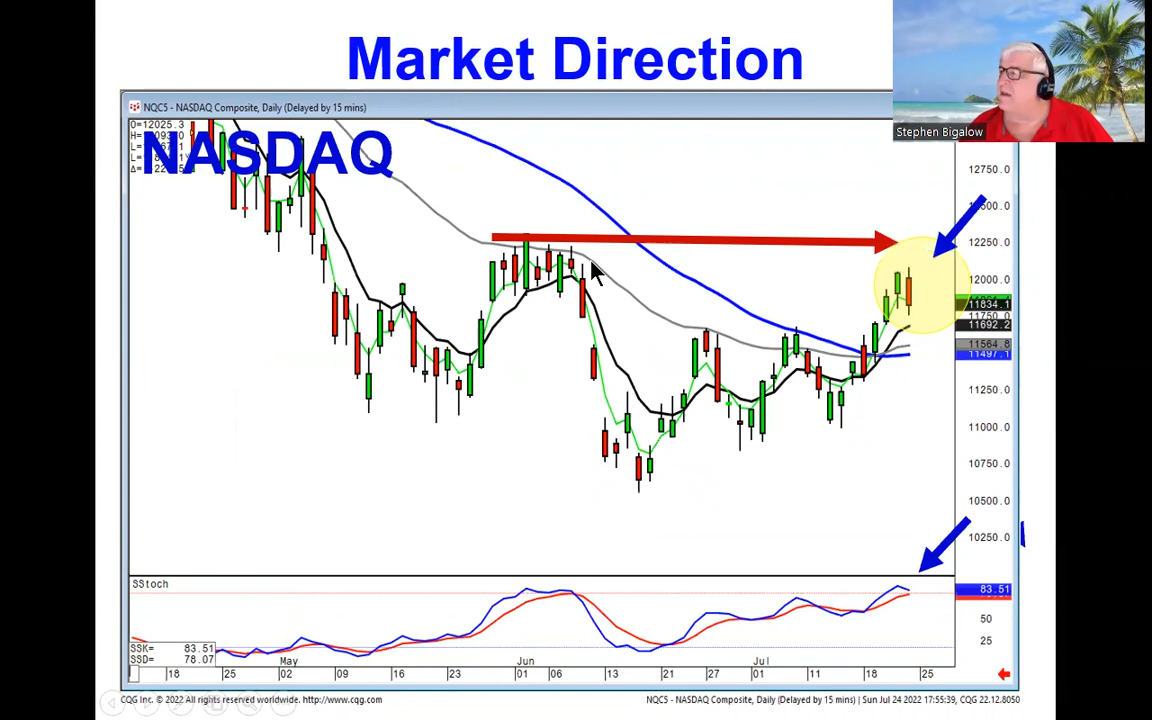 Market Direction
NQC5 - NASDAQ Composite, Daily (Delayed by 15 mins)
Stephen Bigalow
O=12025.3
NASDAQ
12750.0
12250.0
12000.0
11834.1
11750.0
11692.2
11564.8
11497.1
11250.0
11000.0
10750.0
10500.0
10250.0
SStoch
83.51
50
25
SSK= 83.51
SSD= 78.07
May Jun Jul
18 25 02 09 16 23 01 06 13 21 27 01 11 18 25
CQG Inc. © 2022 All rights reserved worldwide. http://www.cqg.com
NQC5 - NASDAQ Composite, Daily (Delayed by 15 mins) | Sun Jul 24 2022 17:55:39, CQG 22.12.8050